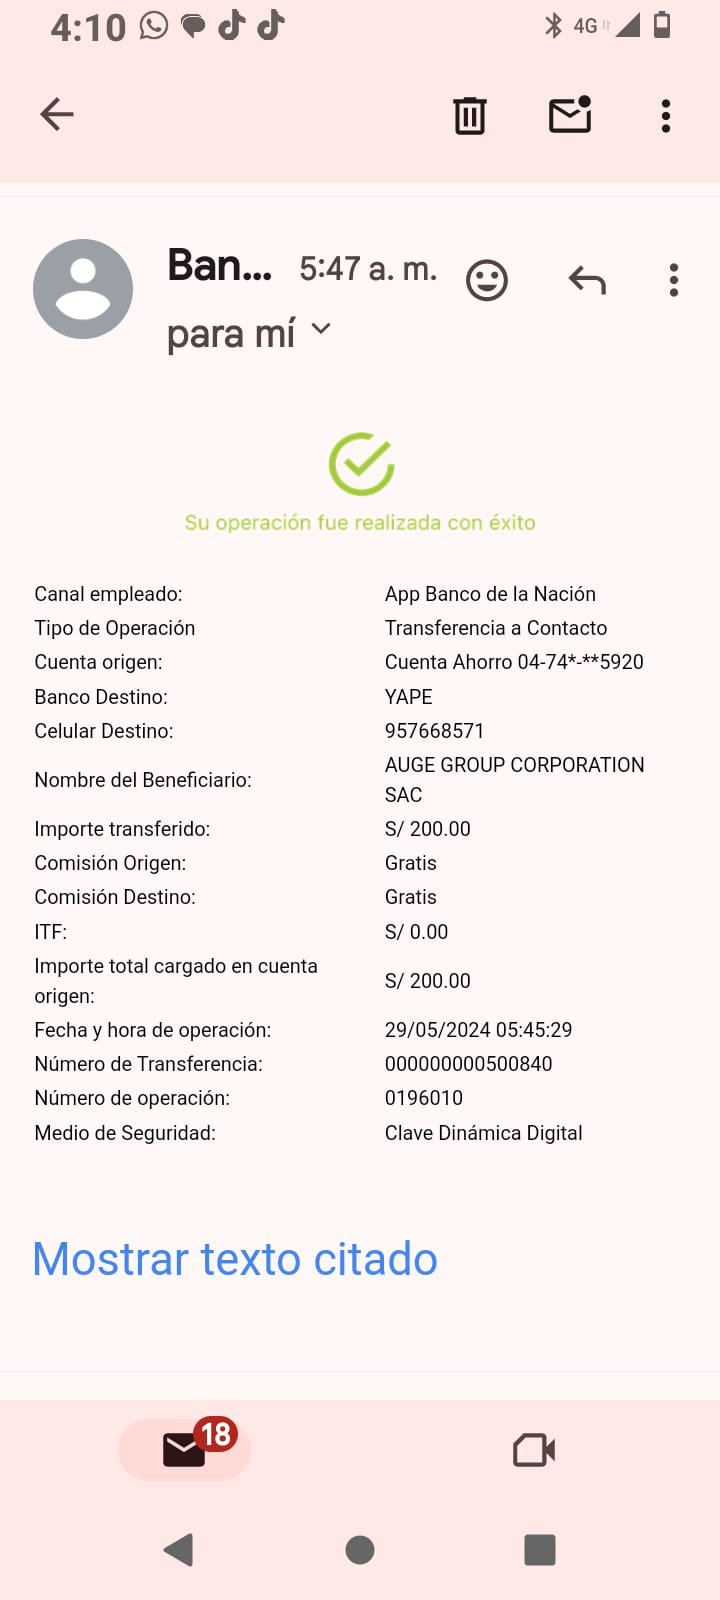 4:10 4G
Ban... 5:47 a. m.
para mí
Su operación fue realizada con éxito
Canal empleado: App Banco de la Nación
Tipo de Operación Transferencia a Contacto
Cuenta origen: Cuenta Ahorro 04-74*-**5920
Banco Destino: YAPE
Celular Destino: 957668571
Nombre del Beneficiario: AUGE GROUP CORPORATION
SAC
Importe transferido: S/ 200.00
Comisión Origen: Gratis
Comisión Destino: Gratis
ITF: S/ 0.00
Importe total cargado en cuenta
origen: S/ 200.00
Fecha y hora de operación: 29/05/2024 05:45:29
Número de Transferencia: 000000000500840
Número de operación: 0196010
Medio de Seguridad: Clave Dinámica Digital
Mostrar texto citado
18